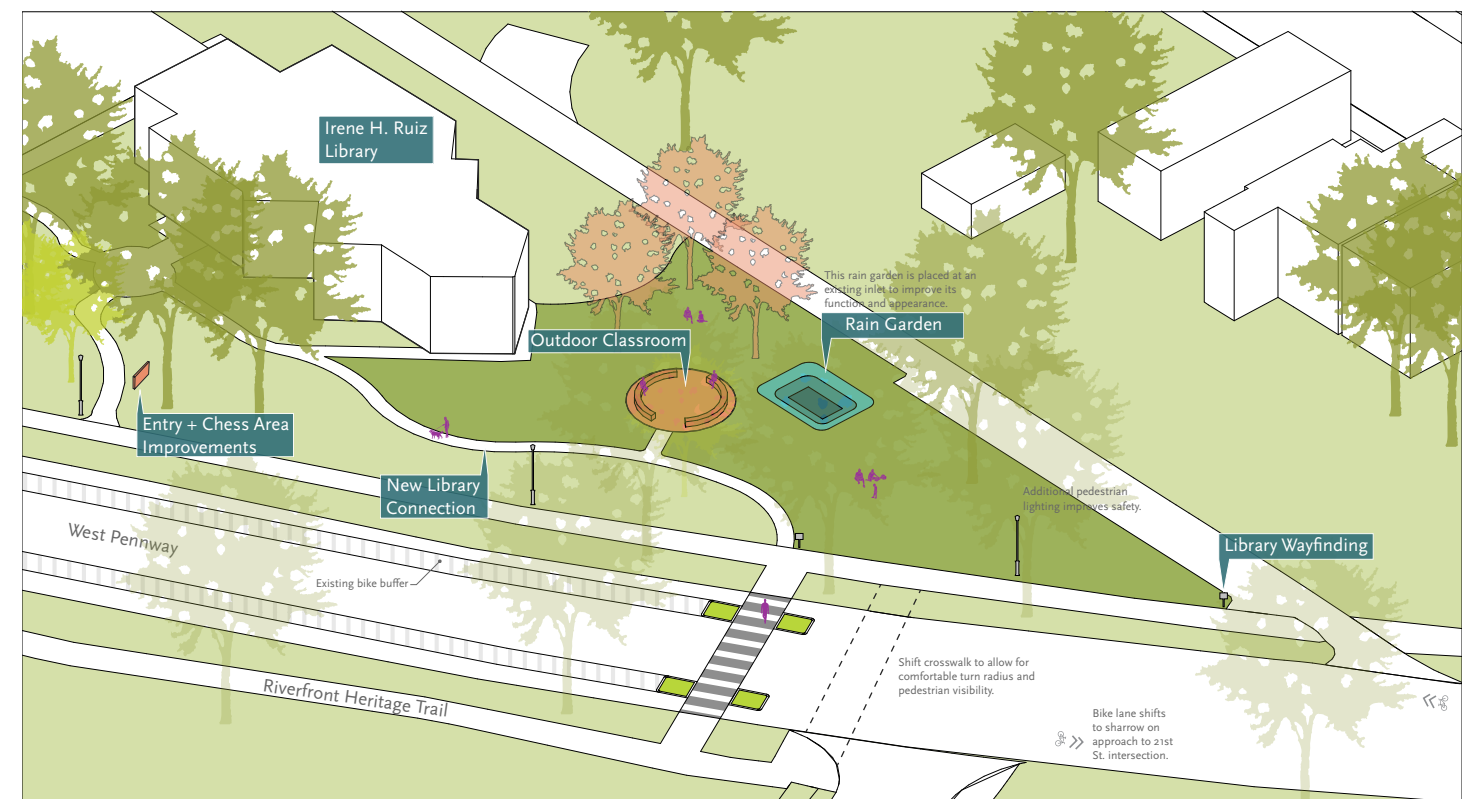 Irene H. Ruiz
Library
This rain garden is placed at an
existing inlet to improve its
function and appearance.
Rain Garden
Outdoor Classroom
Entry + Chess Area
Improvements
New Library
Connection
Additional pedestrian
lighting improves safety.
Library Wayfinding
West Pennway
Existing bike buffer
Shift crosswalk to allow for
comfortable turn radius and
pedestrian visibility.
Riverfront Heritage Trail
Bike lane shifts
to sharrow on
approach to 21st
St. intersection.